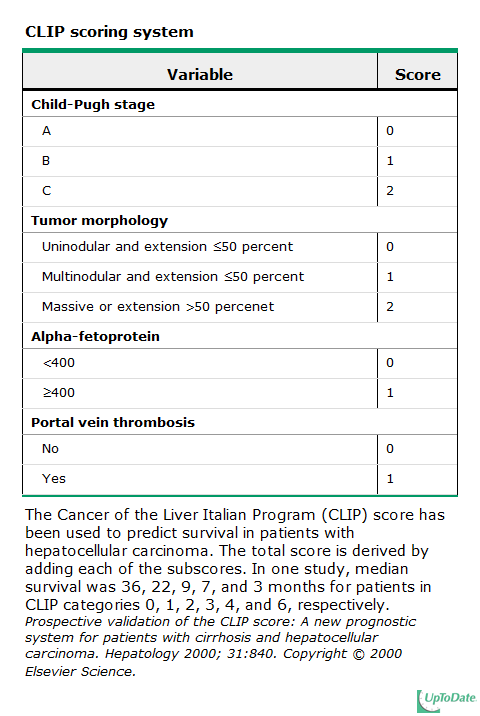 CLIP scoring system
Variable Score
Child-Pugh stage
A 0
B 1
C 2
Tumor morphology
Uninodular and extension ≤50 percent 0
Multinodular and extension ≤50 percent 1
Massive or extension >50 percenet 2
Alpha-fetoprotein
<400 0
≥400 1
Portal vein thrombosis
No 0
Yes 1
The Cancer of the Liver Italian Program (CLIP) score has
been used to predict survival in patients with
hepatocellular carcinoma. The total score is derived by
adding each of the subscores. In one study, median
survival was 36, 22, 9, 7, and 3 months for patients in
CLIP categories 0, 1, 2, 3, 4, and 6, respectively.
Prospective validation of the CLIP score: A new prognostic
system for patients with cirrhosis and hepatocellular
carcinoma. Hepatology 2000; 31:840. Copyright © 2000
Elsevier Science.
UpToDate